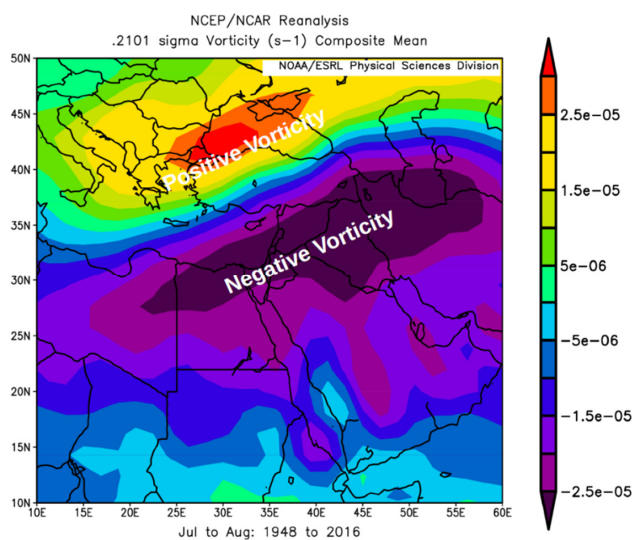 NCEP/NCAR Reanalysis
.2101 sigma Vorticity (s-1) Composite Mean
NOAA/ESRL Physical Sciences Division
50N
45N
40N
35N
30N
25N
20N
15N
10N
Positive Vorticity
Negative Vorticity
10E 15E 20E 25E 30E 35E 40E 45E 50E 55E 60E
Jul to Aug: 1948 to 2016
2.5e-05
1.5e-05
5e-06
-5e-06
-1.5e-05
-2.5e-05